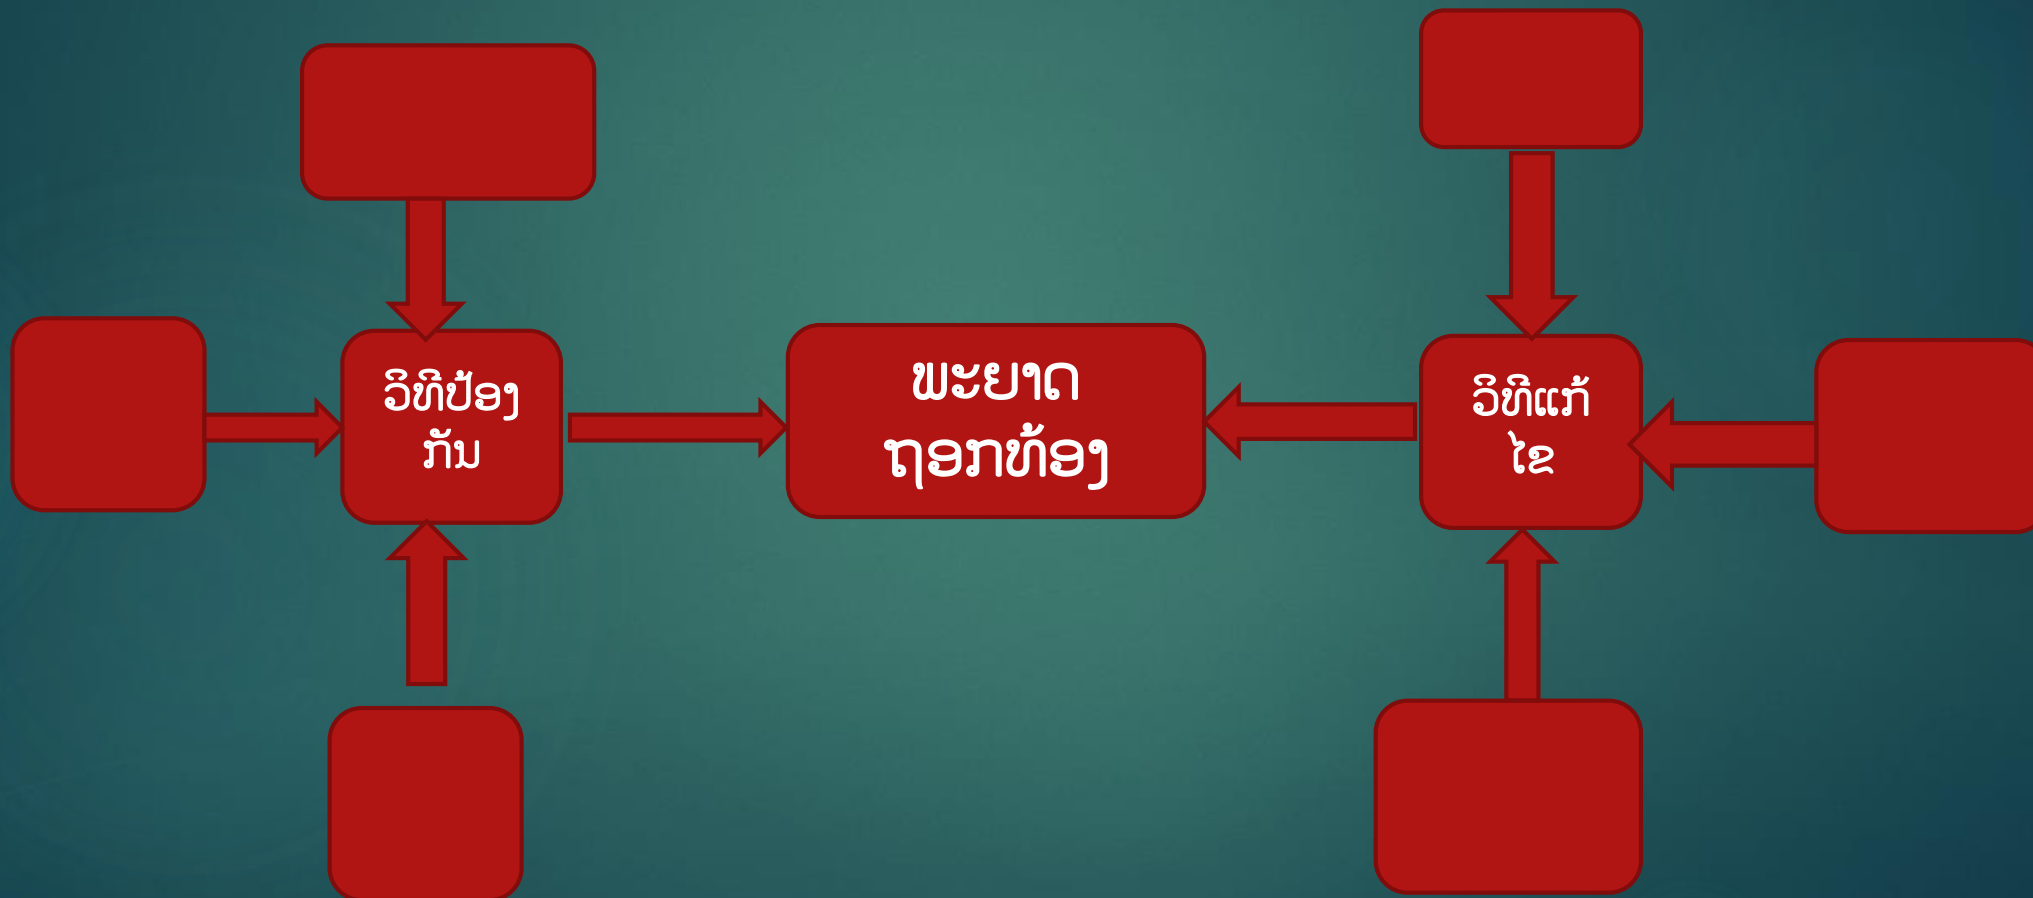 ວິທີປ້ອງ
ກັນ
ພະຍາດ
ຖອກທ້ອງ
ວິທີແກ້
ໄຂ